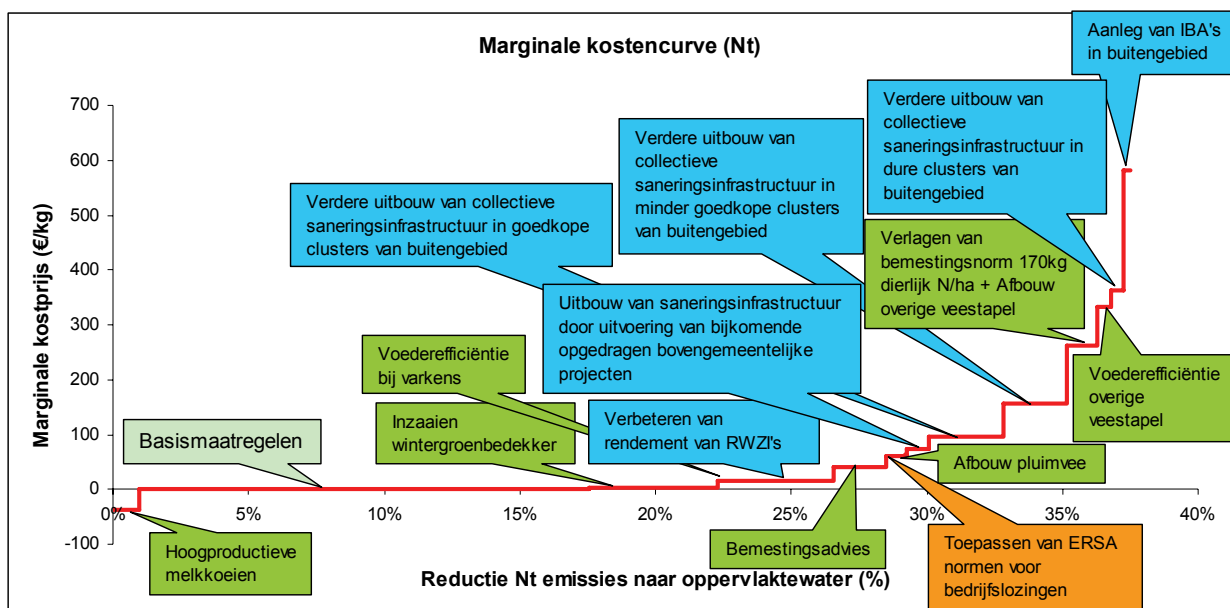 Marginale kostencurve (Nt)
Aanleg van IBA's
in buitengebied
Verdere uitbouw van
collectieve
saneringsinfrastructuur in
dure clusters van
buitengebied
Verdere uitbouw van
collectieve
saneringsinfrastructuur in
minder goedkope clusters
van buitengebied
Verdere uitbouw van collectieve
saneringsinfrastructuur in goedkope
clusters van buitengebied
Verlagen van
bemestingsnorm 170kg
dierlijk N/ha + Afbouw
overige veestapel
Uitbouw van saneringsinfrastructuur
door uitvoering van bijkomende
opgedragen bovengemeentelijke
projecten
Voederefficiëntie
bij varkens
Voederefficiëntie
overige
veestapel
Inzaaien
wintergroenbedekker
Verbeteren van
rendement van RWZI's
Basismaatregelen
Afbouw pluimvee
Hoogproductieve
melkkoeien
Bemestingsadvies
Toepassen van ERSA
normen voor
bedrijfslozingen
Marginale kostprijs (€/kg)
700
600
500
400
300
200
100
0
-100
0%
5%
10%
15%
20%
25%
30%
35%
40%
Reductie Nt emissies naar oppervlaktewater (%)